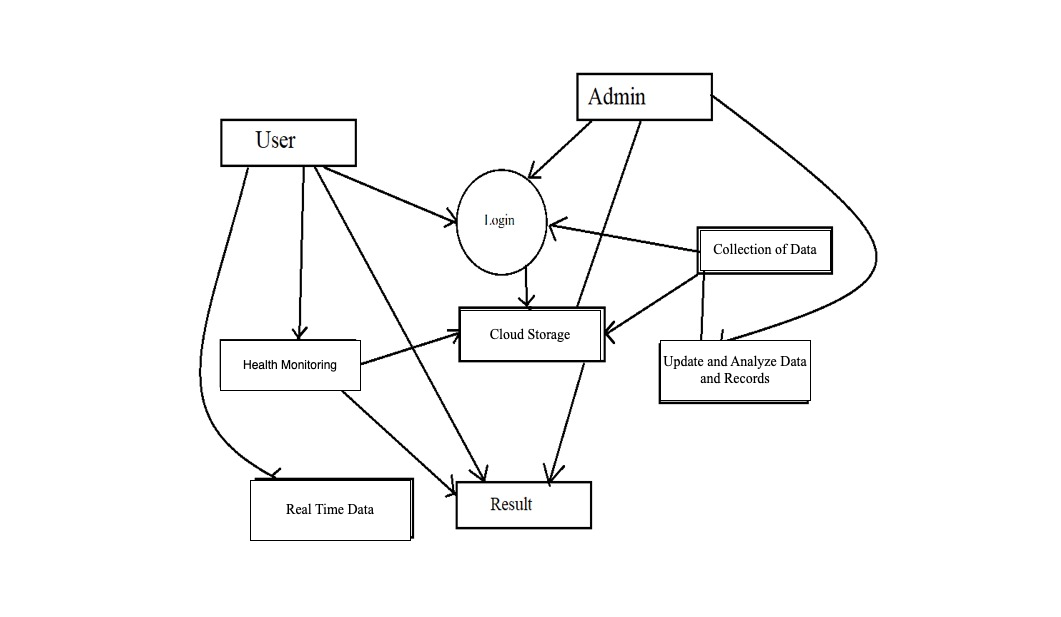 Admin
User
Login
Collection of Data
Cloud Storage
Health Monitoring
Update and Analyze Data
and Records
Real Time Data
Result